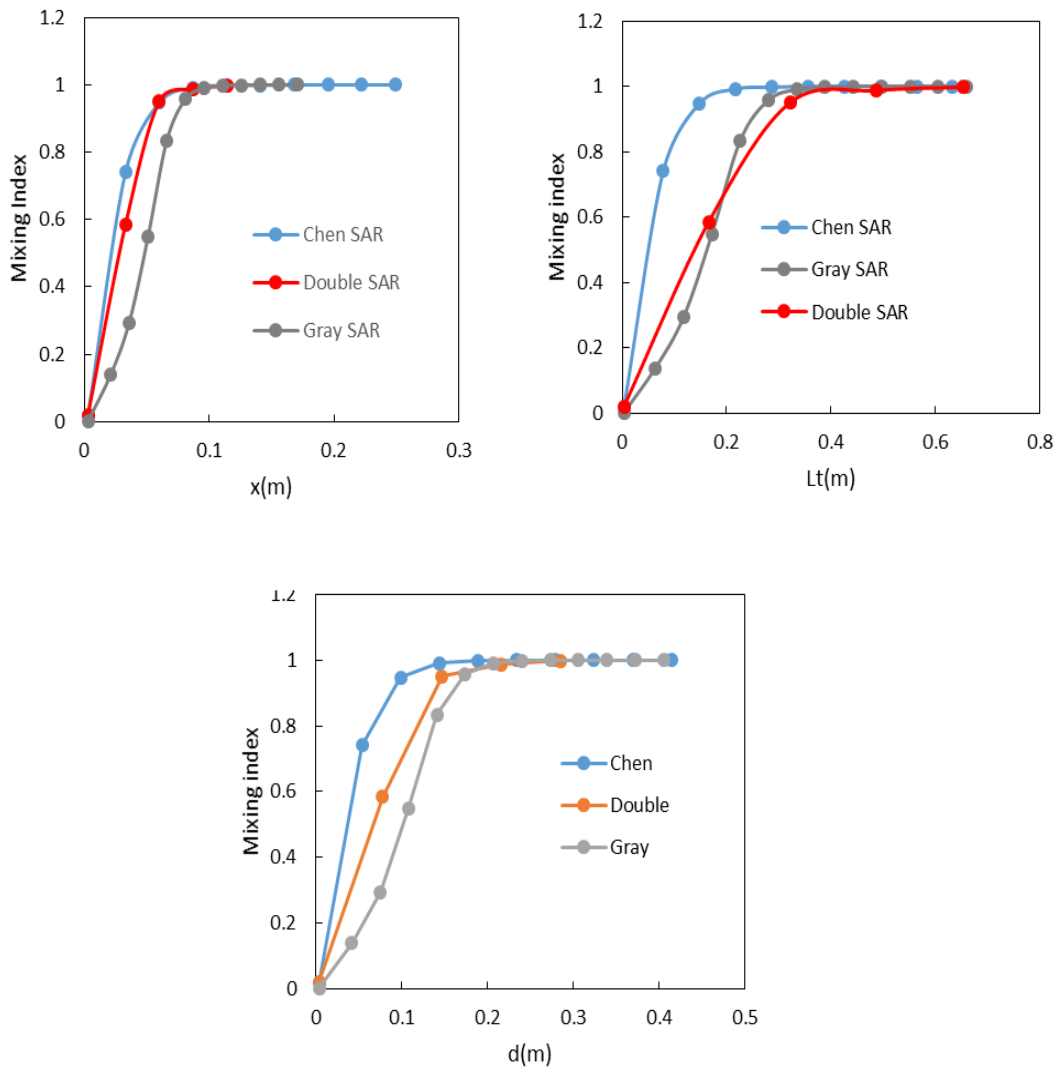 1.2
1
0.8
0.6
0.4
0.2
0
Mixing Index
Chen SAR
Double SAR
Gray SAR
0
0.1
0.2
0.3
x(m)
1.2
1
0.8
0.6
0.4
0.2
0
Mixing index
Chen SAR
Gray SAR
Double SAR
0
0.2
0.4
0.6
0.8
Lt(m)
1.2
1
0.8
0.6
0.4
0.2
0
Mixing index
Chen
Double
Gray
0
0.1
0.2
0.3
0.4
0.5
d(m)